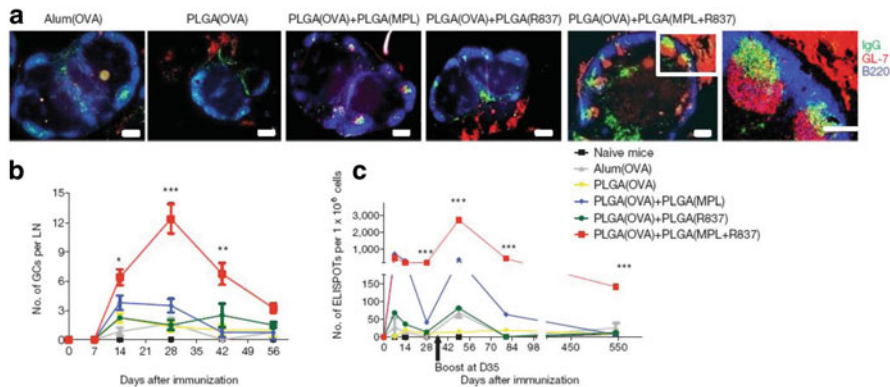 a
Alum(OVA) PLGA(OVA) PLGA(OVA)+PLGA(MPL) PLGA(OVA)+PLGA(R837) PLGA(OVA)+PLGA(MPL+R837)
IgG
GL-7
B220
b
No. of GCs per LN
15
12
9
6
3
0
* *** **
0 7 14 21 28 35 42 49 56
Days after immunization
c
No. of ELISPOTs per 1 x 10⁶ cells
3,000
2,000
1,000
150
100
50
0
*** *** *** ***
0 14 28 42 56 70 84 98 450 550
Boost at D35
Days after immunization
Naive mice
Alum(OVA)
PLGA(OVA)
PLGA(OVA)+PLGA(MPL)
PLGA(OVA)+PLGA(R837)
PLGA(OVA)+PLGA(MPL+R837)